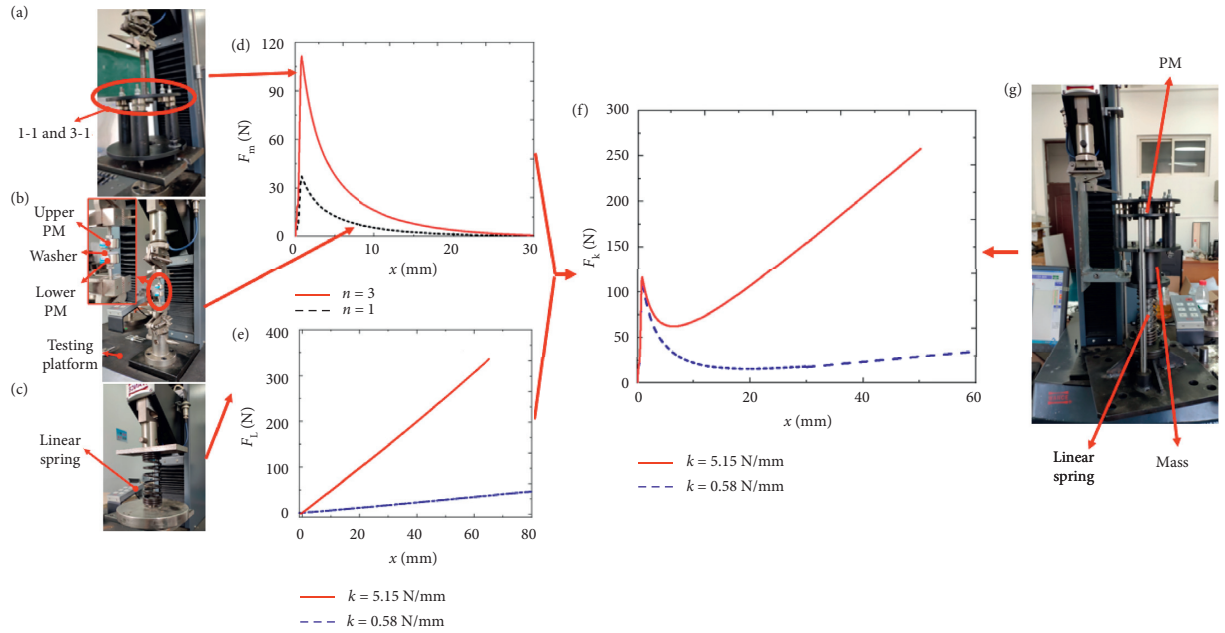 (a)
1-1 and 3-1
(b)
Upper
PM
Washer
Lower
PM
Testing
platform
(c)
Linear
spring
(d)
120
90
60
30
0
F_m (N)
0
10
20
30
x (mm)
n = 3
n = 1
(e)
400
300
200
100
0
F_L (N)
0
20
40
60
80
x (mm)
k = 5.15 N/mm
k = 0.58 N/mm
(f)
300
250
200
150
100
50
0
F_k (N)
0
20
40
60
x (mm)
k = 5.15 N/mm
k = 0.58 N/mm
(g)
PM
Linear
spring
Mass